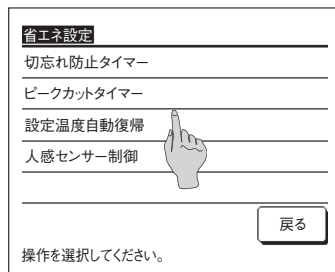 省エネ設定
切忘れ防止タイマー
ピークカットタイマー
設定温度自動復帰
人感センサー制御
戻る
操作を選択してください。